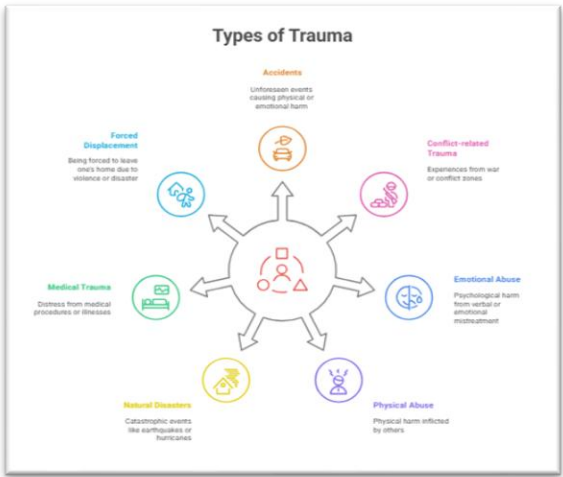 Types of Trauma
Accidents
Unforeseen events
causing physical or
emotional harm
Forced
Displacement
Being forced to leave
one's home due to
violence or disaster
Conflict-related
Trauma
Experiences from war
or conflict zones
Medical Trauma
Distress from medical
procedures or illnesses
Emotional Abuse
Psychological harm
from verbal or
emotional
mistreatment
Natural Disasters
Catastrophic events
like earthquakes or
hurricanes
Physical Abuse
Physical harm inflicted
by others